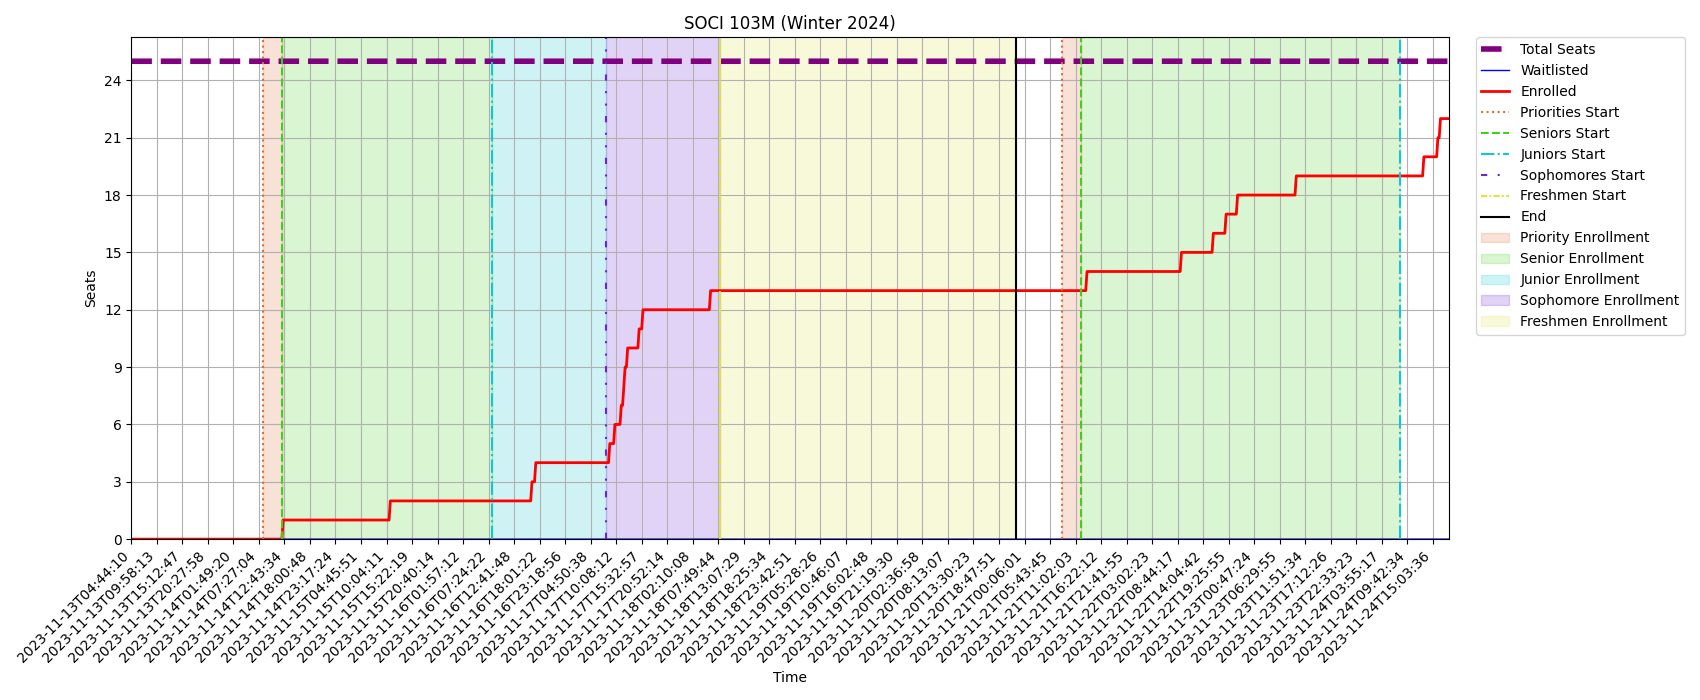 SOCI 103M (Winter 2024)
Total Seats
Waitlisted
Enrolled
Priorities Start
Seniors Start
Juniors Start
Sophomores Start
Freshmen Start
End
Priority Enrollment
Senior Enrollment
Junior Enrollment
Sophomore Enrollment
Freshmen Enrollment
Seats
24
21
18
15
12
9
6
3
0
2023-11-13T04:44:10
2023-11-13T09:58:13
2023-11-13T15:12:47
2023-11-13T20:27:58
2023-11-14T01:49:20
2023-11-14T07:27:04
2023-11-14T12:43:34
2023-11-14T18:00:48
2023-11-14T23:17:24
2023-11-15T04:45:51
2023-11-15T10:04:11
2023-11-15T15:22:19
2023-11-15T20:40:14
2023-11-16T01:57:12
2023-11-16T07:24:22
2023-11-16T12:41:48
2023-11-16T18:01:22
2023-11-16T23:18:56
2023-11-17T04:50:38
2023-11-17T10:08:12
2023-11-17T15:32:57
2023-11-17T20:52:14
2023-11-18T02:10:08
2023-11-18T07:49:44
2023-11-18T13:07:29
2023-11-18T18:25:34
2023-11-18T23:42:51
2023-11-19T05:28:26
2023-11-19T10:46:07
2023-11-19T16:02:48
2023-11-19T21:19:30
2023-11-20T02:36:58
2023-11-20T08:13:07
2023-11-20T13:30:23
2023-11-20T18:47:51
2023-11-21T00:06:01
2023-11-21T05:43:45
2023-11-21T11:02:03
2023-11-21T16:22:12
2023-11-21T21:41:55
2023-11-22T03:02:23
2023-11-22T08:44:17
2023-11-22T14:04:42
2023-11-22T19:25:55
2023-11-23T00:47:24
2023-11-23T06:29:55
2023-11-23T11:51:34
2023-11-23T17:12:26
2023-11-23T22:33:23
2023-11-24T03:55:17
2023-11-24T09:42:34
2023-11-24T15:03:36
Time